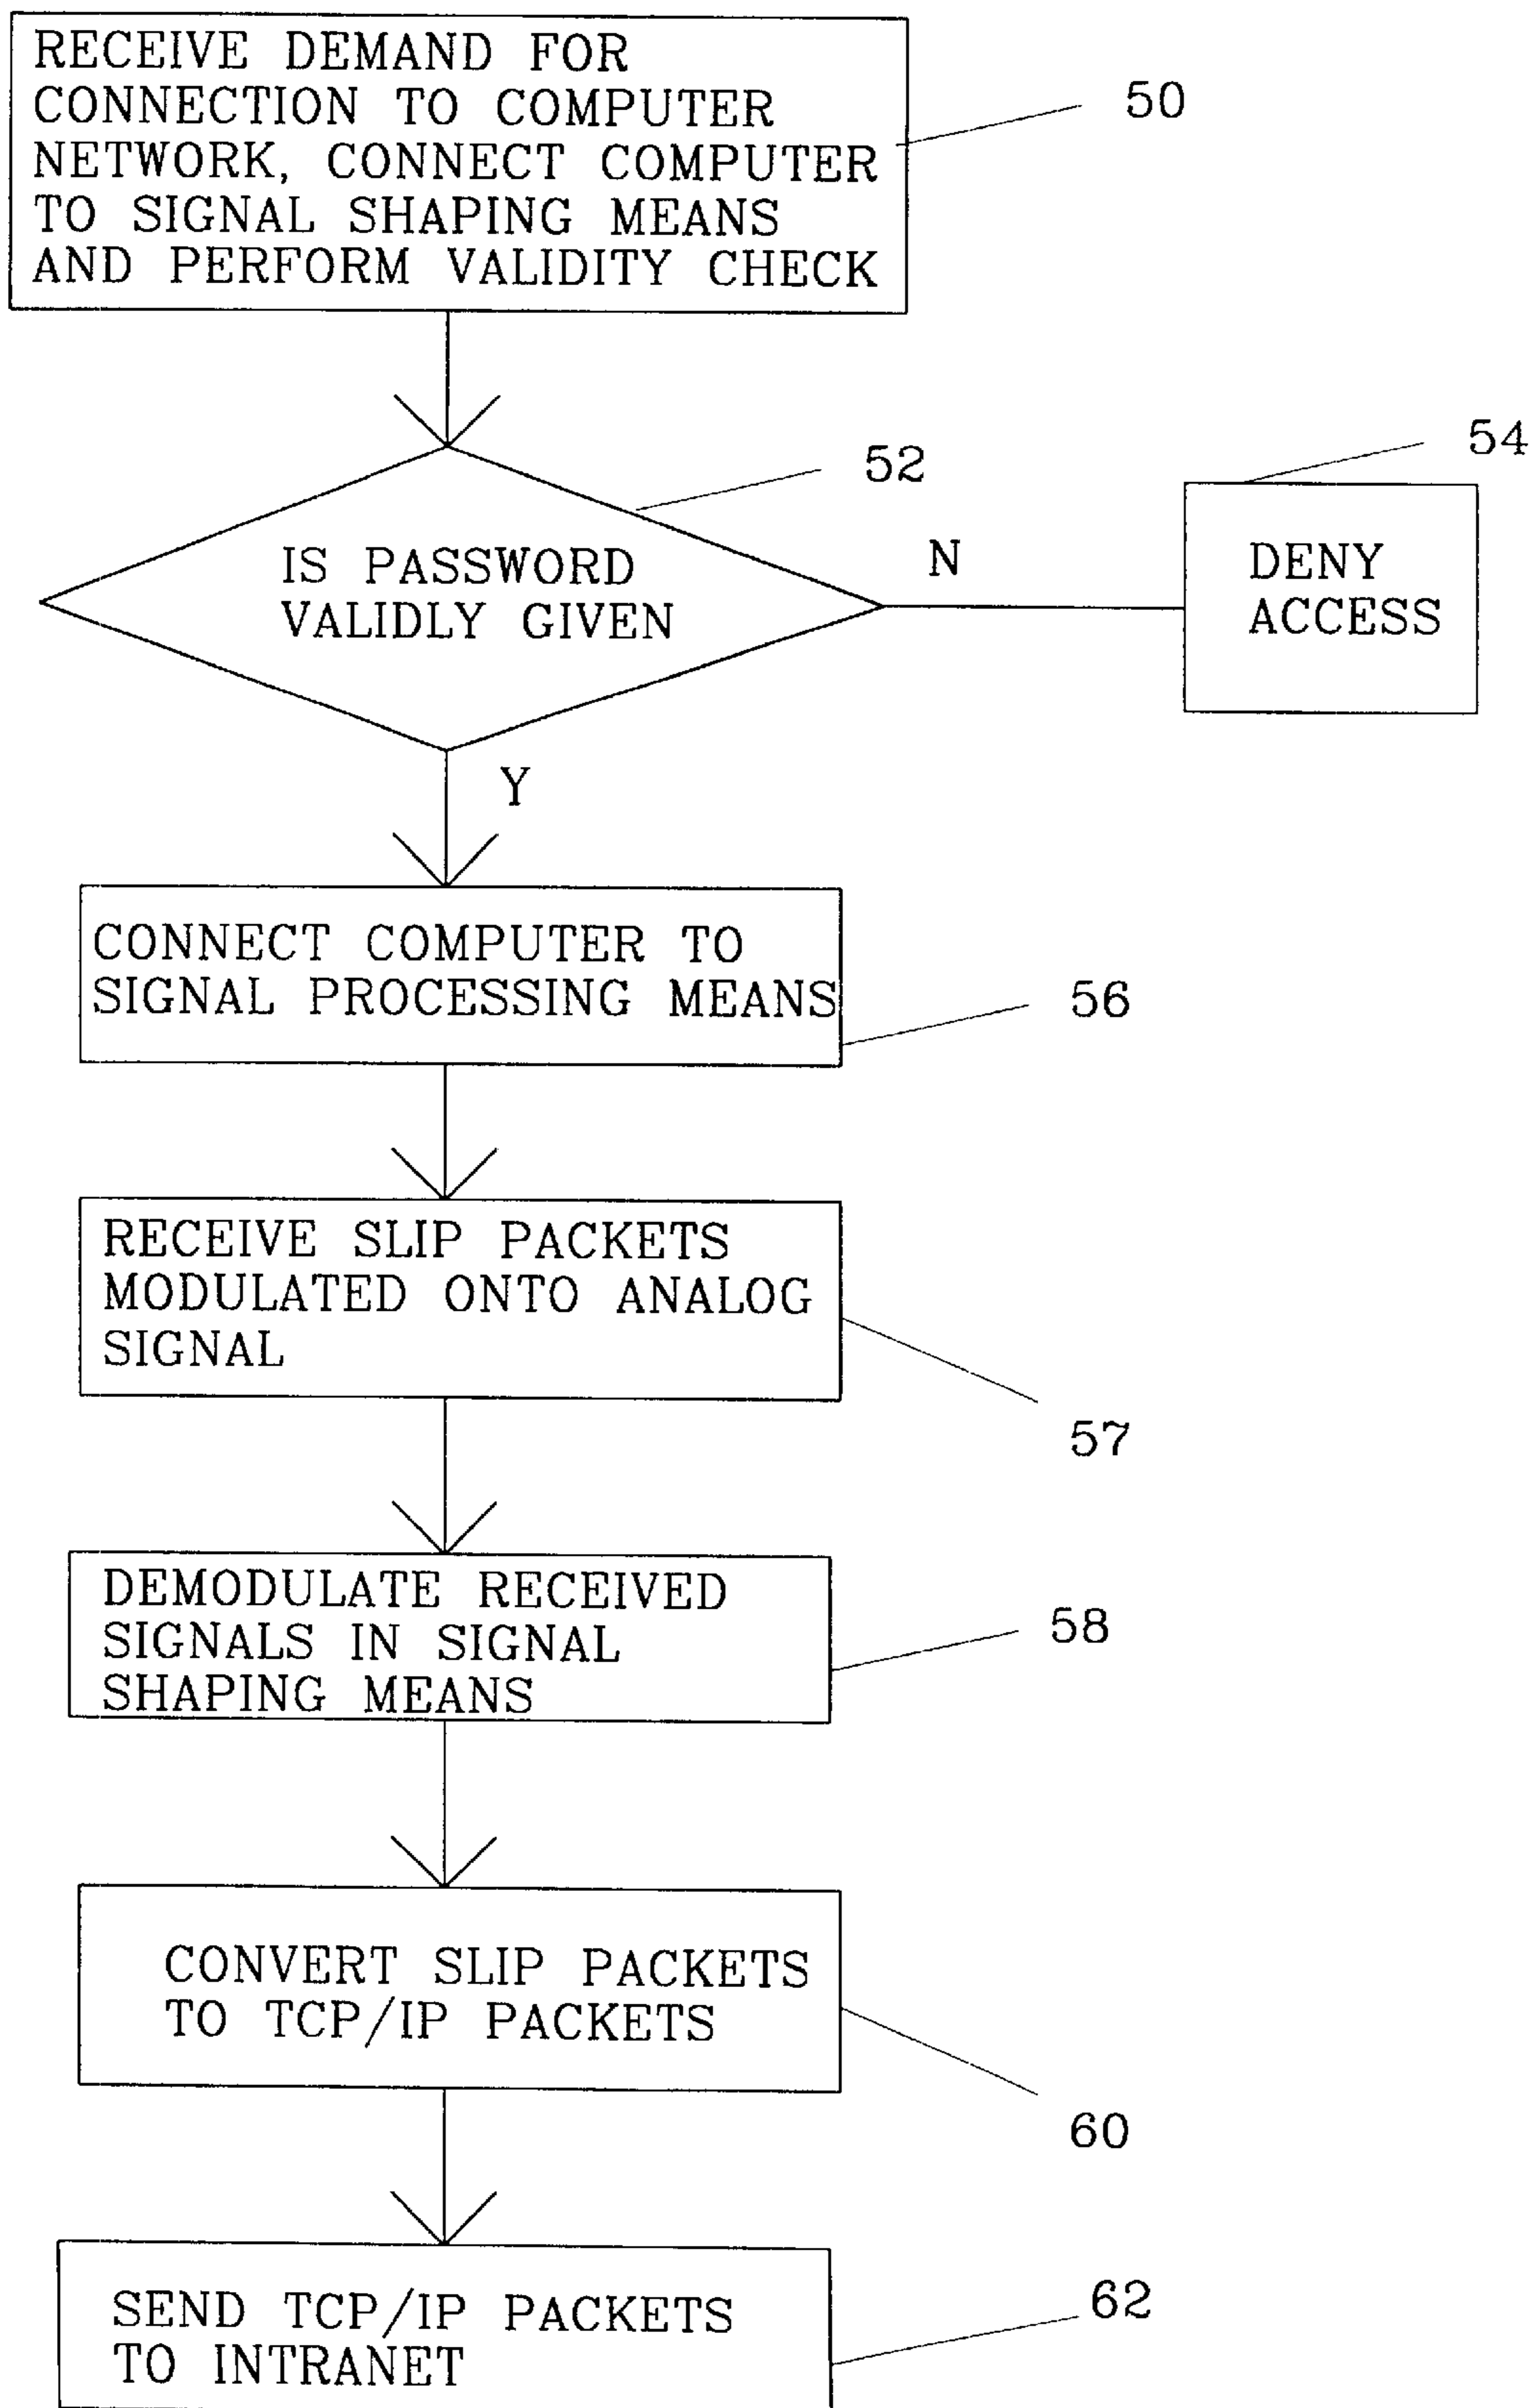 RECEIVE DEMAND FOR
CONNECTION TO COMPUTER
NETWORK, CONNECT COMPUTER
TO SIGNAL SHAPING MEANS
AND PERFORM VALIDITY CHECK
50
52
54
IS PASSWORD
VALIDLY GIVEN
N
DENY
ACCESS
Y
CONNECT COMPUTER TO
SIGNAL PROCESSING MEANS
56
RECEIVE SLIP PACKETS
MODULATED ONTO ANALOG
SIGNAL
57
DEMODULATE RECEIVED
SIGNALS IN SIGNAL
SHAPING MEANS
58
CONVERT SLIP PACKETS
TO TCP/IP PACKETS
60
SEND TCP/IP PACKETS
TO INTRANET
62